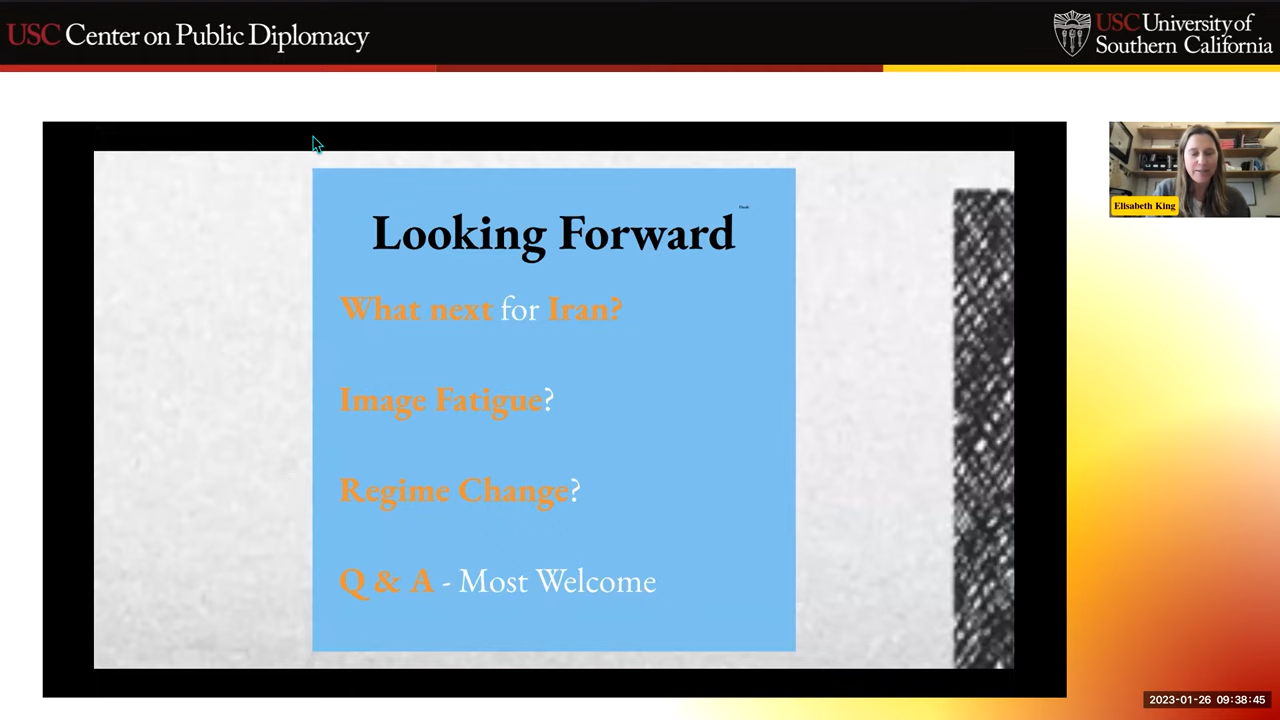 USC Center on Public Diplomacy
USC University of
Southern California
Looking Forward
What next for Iran?
Image Fatigue?
Regime Change?
Q & A - Most Welcome
Elisabeth King
2023-01-26 09:38:45